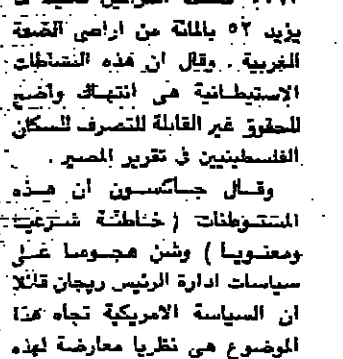 يزيد ٥٢ بالمائة من اراضي الضفة
الغربية . وقال ان هذه النشاطات
الاستيطانية هى انتهاك واضح
للحقوق غير القابلة للتصرف للسكان
الفلسطينيين في تقرير المصير .
وقال جاكسون ان هذه
المستوطنات ( خاطئة شرعيا
ومعنويا ) وشن هجوما على
سياسات ادارة الرئيس ريجان قائلا
ان السياسة الامريكية تجاه هذا
الموضوع هي نظريا معارضة لهذه